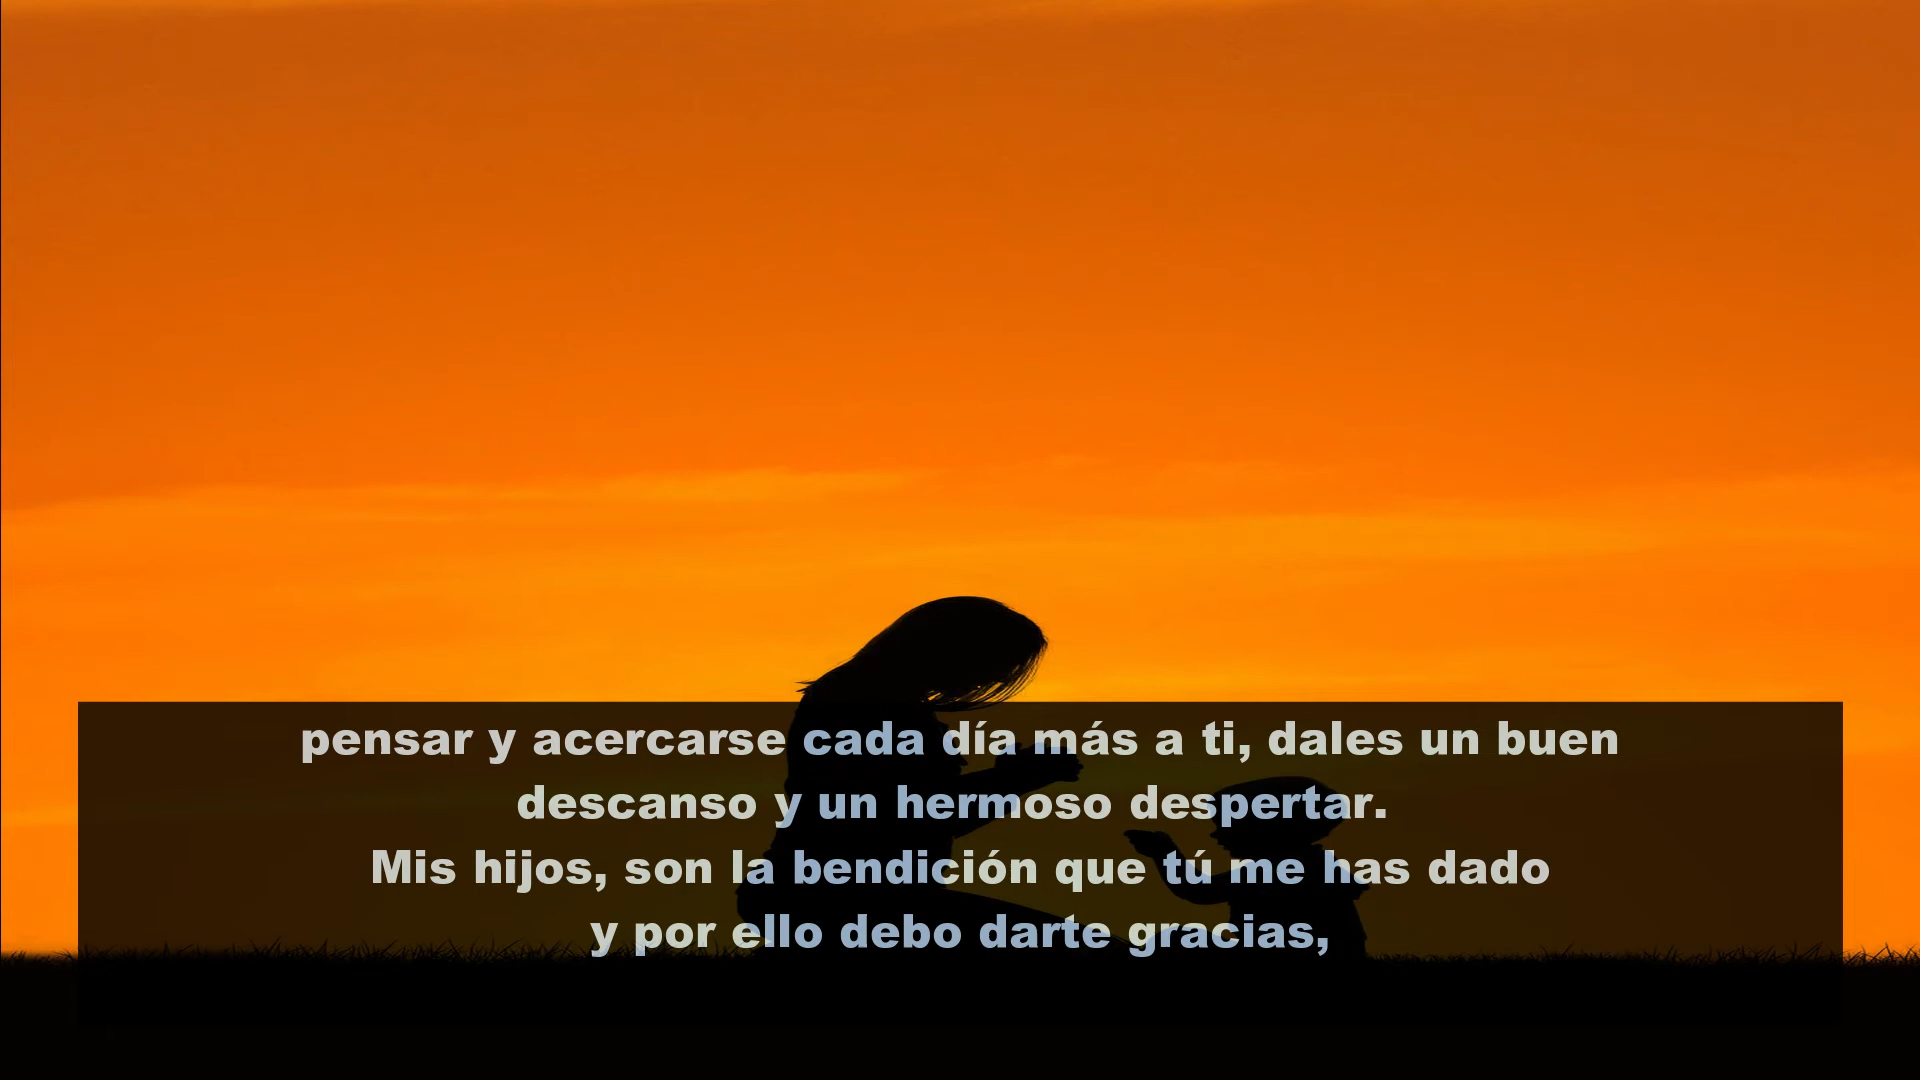 pensar y acercarse cada día más a ti, dales un buen
descanso y un hermoso despertar.
Mis hijos, son la bendición que tú me has dado
y por ello debo darte gracias,